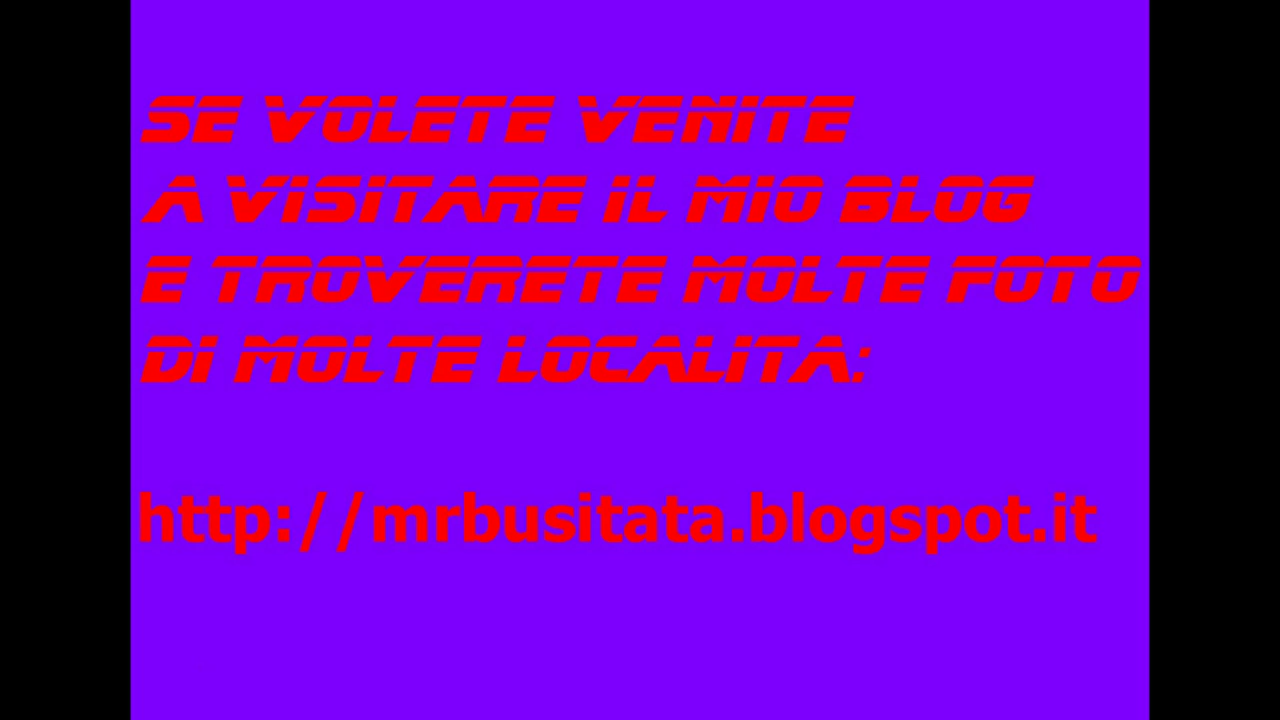 SE VOLETE VENITE
A VISITARE IL MIO BLOG
E TROVERETE MOLTE FOTO
DI MOLTE LOCALITA:
http://mrbusitata.blogspot.it